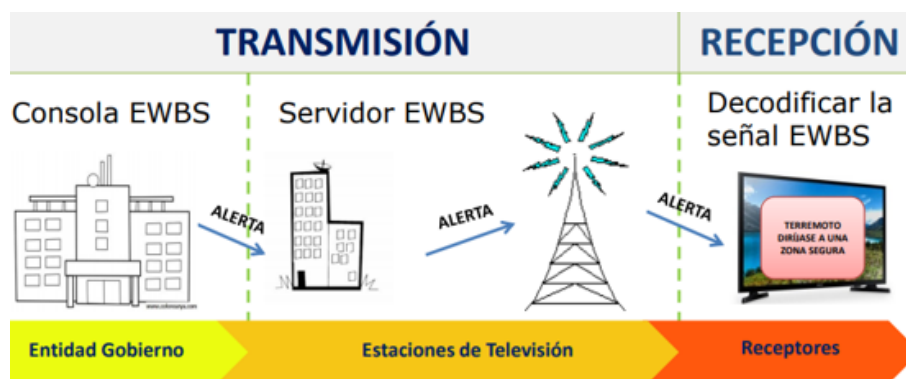 TRANSMISIÓN
RECEPCIÓN
Consola EWBS
Servidor EWBS
Decodificar la
señal EWBS
ALERTA
ALERTA
ALERTA
TERREMOTO
DIRÍJASE A UNA
ZONA SEGURA
Entidad Gobierno
Estaciones de Televisión
Receptores